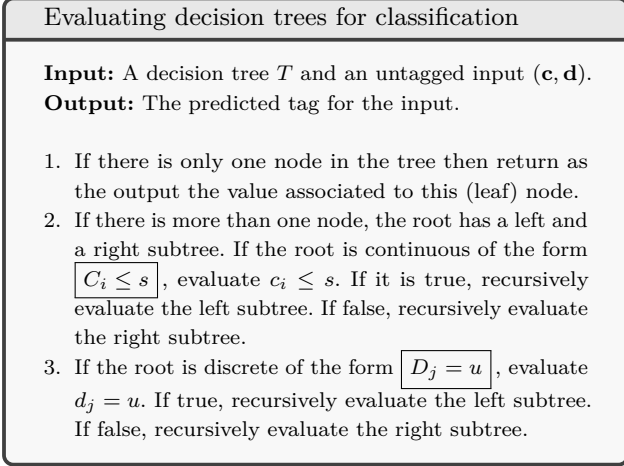 Evaluating decision trees for classification
Input: A decision tree T and an untagged input (c, d).
Output: The predicted tag for the input.
1. If there is only one node in the tree then return as
the output the value associated to this (leaf) node.
2. If there is more than one node, the root has a left and
a right subtree. If the root is continuous of the form
C_i ≤ s, evaluate c_i ≤ s. If it is true, recursively
evaluate the left subtree. If false, recursively evaluate
the right subtree.
3. If the root is discrete of the form D_j = u, evaluate
d_j = u. If true, recursively evaluate the left subtree.
If false, recursively evaluate the right subtree.